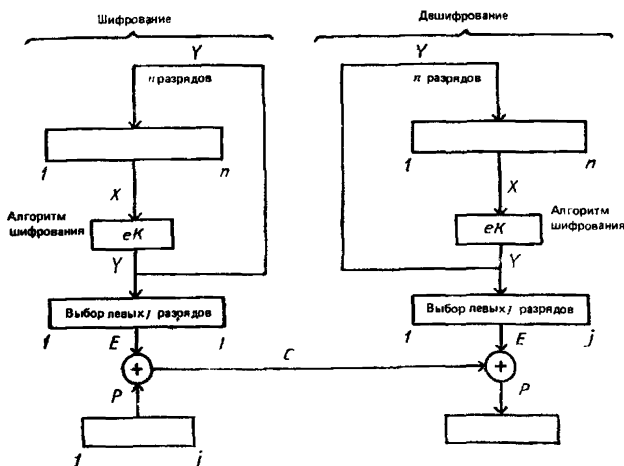 Шифрование
Двшифрование
Y
Y
n разрядов
n разрядов
1
n
1
n
X
X
Алгоритм
шифрования
eK
eK
Алгоритм
шифрования
Y
Y
Выбор левых j разрядов
Выбор левых j разрядов
1
E
j
1
E
j
+
C
+
P
P
1
j